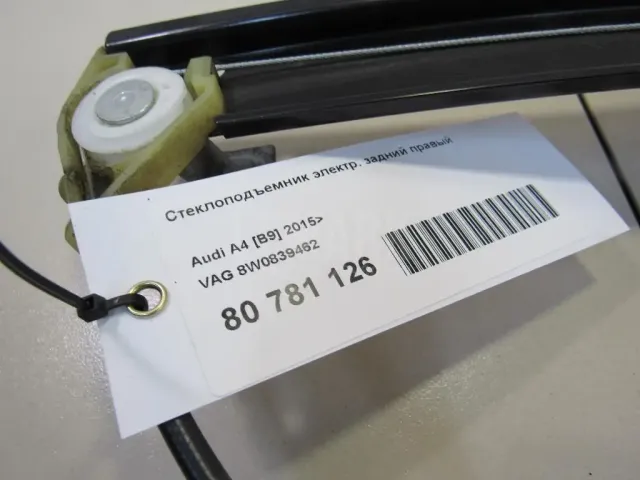 Стеклоподъемник электр. задний правый
Audi A4 [B9] 2015>
VAG 8W0839462
80 781 126